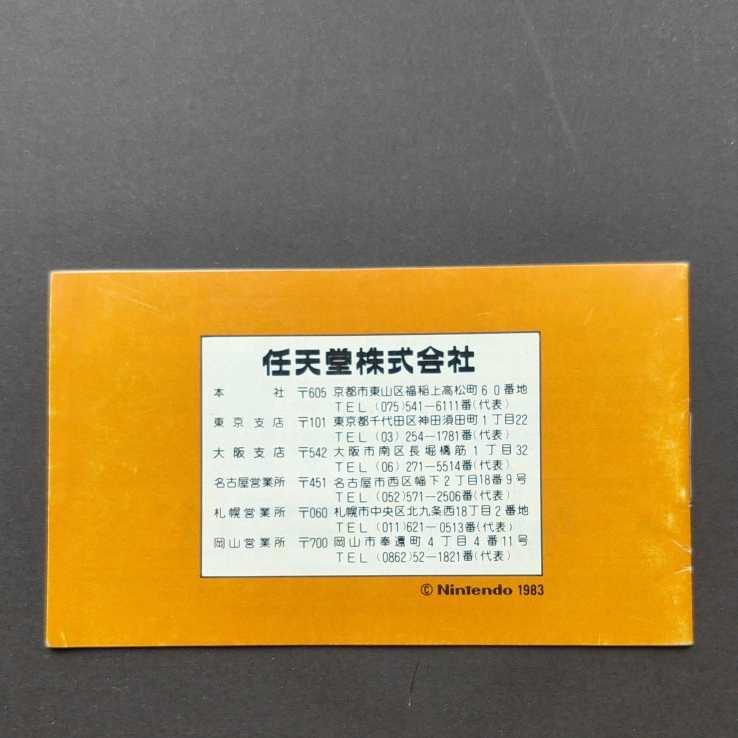 任天堂株式会社
本 社 〒605 京都市東山区福稲上高松町60番地
TEL (075)541—6111番(代表)
東京支店 〒101 東京都千代田区神田須田町1丁目22
TEL (03) 254—1781番(代表)
大阪支店 〒542 大阪市南区長堀橋筋1丁目32
TEL (06) 271—5514番(代表)
名古屋営業所 〒451 名古屋市西区幅下2丁目18番9号
TEL (052)571—2506番(代表)
札幌営業所 〒060 札幌市中央区北九条西18丁目2番地
TEL (011)621—0513番(代表)
岡山営業所 〒700 岡山市奉還町4丁目4番11号
TEL (0862)52—1821番(代表)
© Nintendo 1983